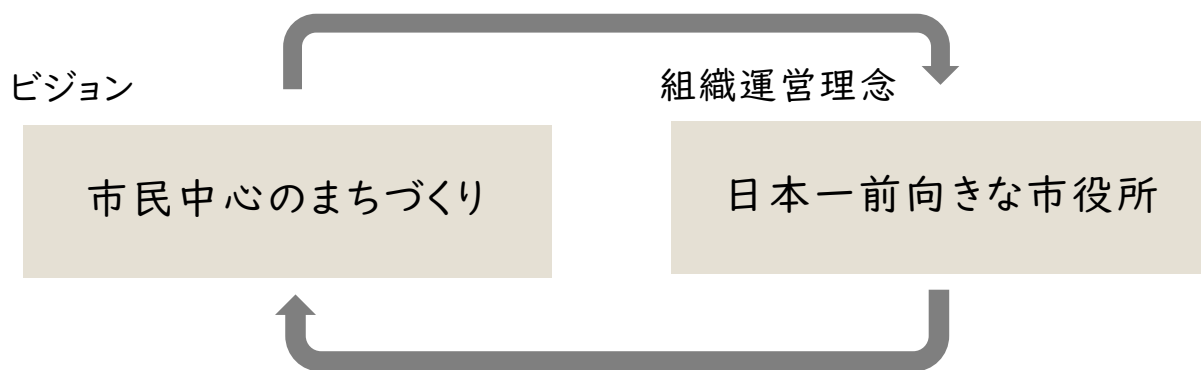 ビジョン
組織運営理念
市民中心のまちづくり
日本一前向きな市役所